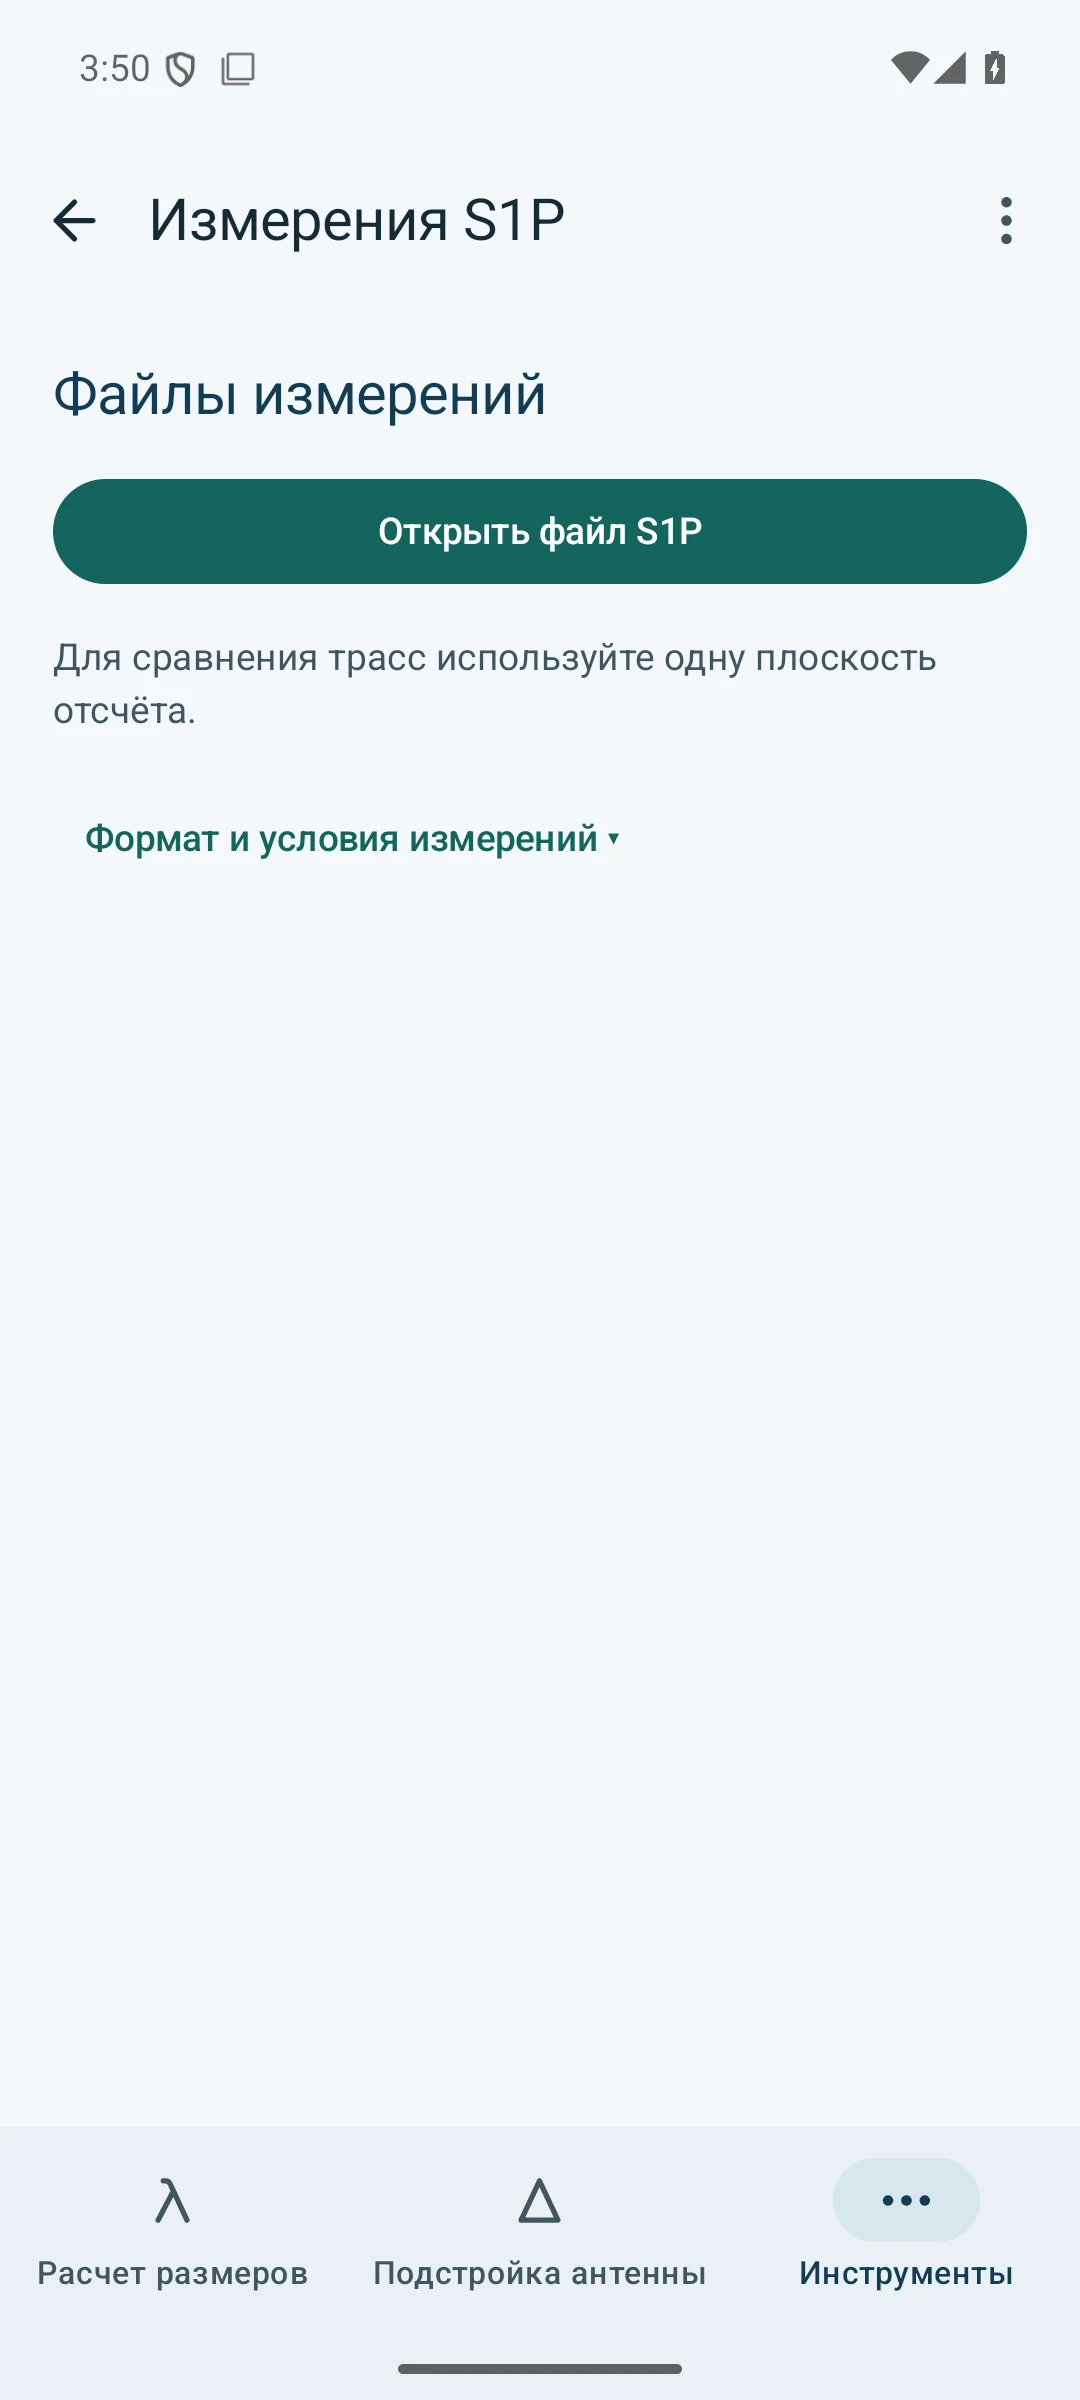 3:50
Измерения S1P
Файлы измерений
Открыть файл S1P
Для сравнения трасс используйте одну плоскость
отсчёта.
Формат и условия измерений ▾
Расчет размеров
Подстройка антенны
Инструменты